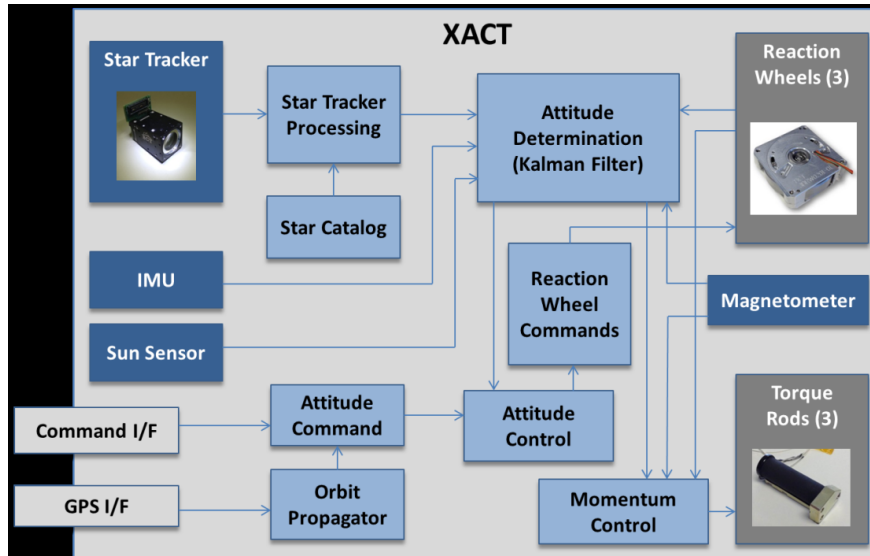 XACT
Star Tracker
Star Tracker
Processing
Attitude
Determination
(Kalman Filter)
Reaction
Wheels (3)
Star Catalog
IMU
Reaction
Wheel
Commands
Magnetometer
Sun Sensor
Command I/F
Attitude
Command
Attitude
Control
Torque
Rods (3)
GPS I/F
Orbit
Propagator
Momentum
Control